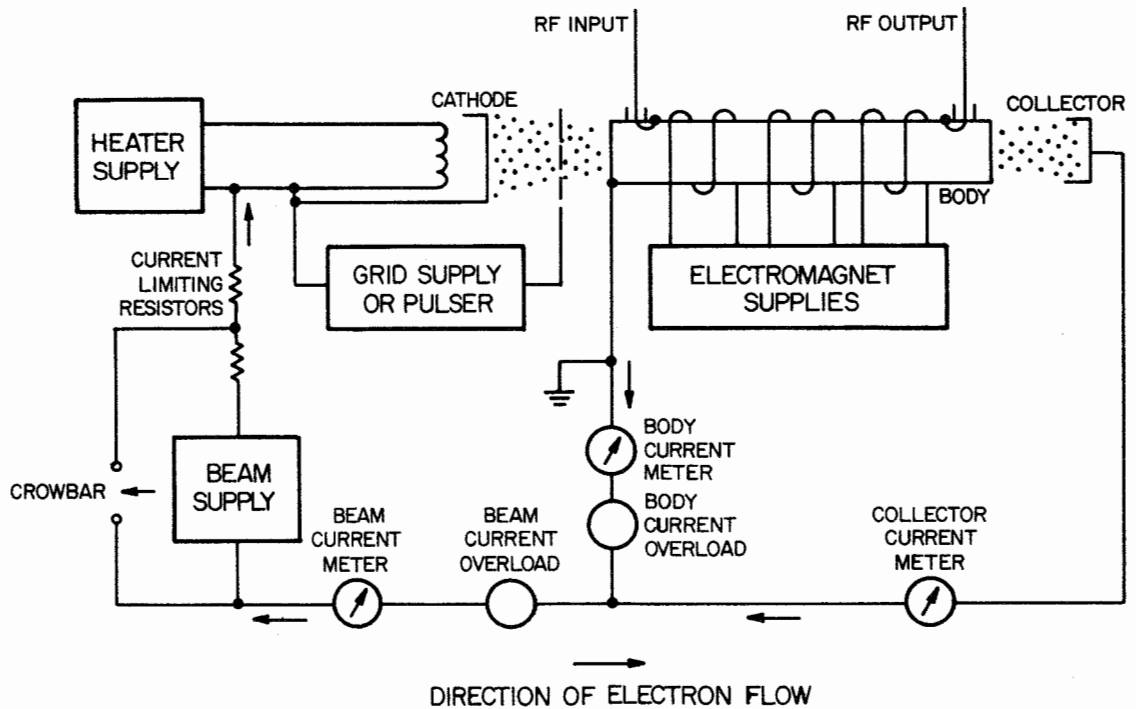 RF INPUT
RF OUTPUT
CATHODE
COLLECTOR
HEATER
SUPPLY
BODY
CURRENT
LIMITING
RESISTORS
GRID SUPPLY
OR PULSER
ELECTROMAGNET
SUPPLIES
BODY
CURRENT
METER
BEAM
SUPPLY
CROWBAR
BODY
CURRENT
OVERLOAD
BEAM
CURRENT
METER
BEAM
CURRENT
OVERLOAD
COLLECTOR
CURRENT
METER
DIRECTION OF ELECTRON FLOW